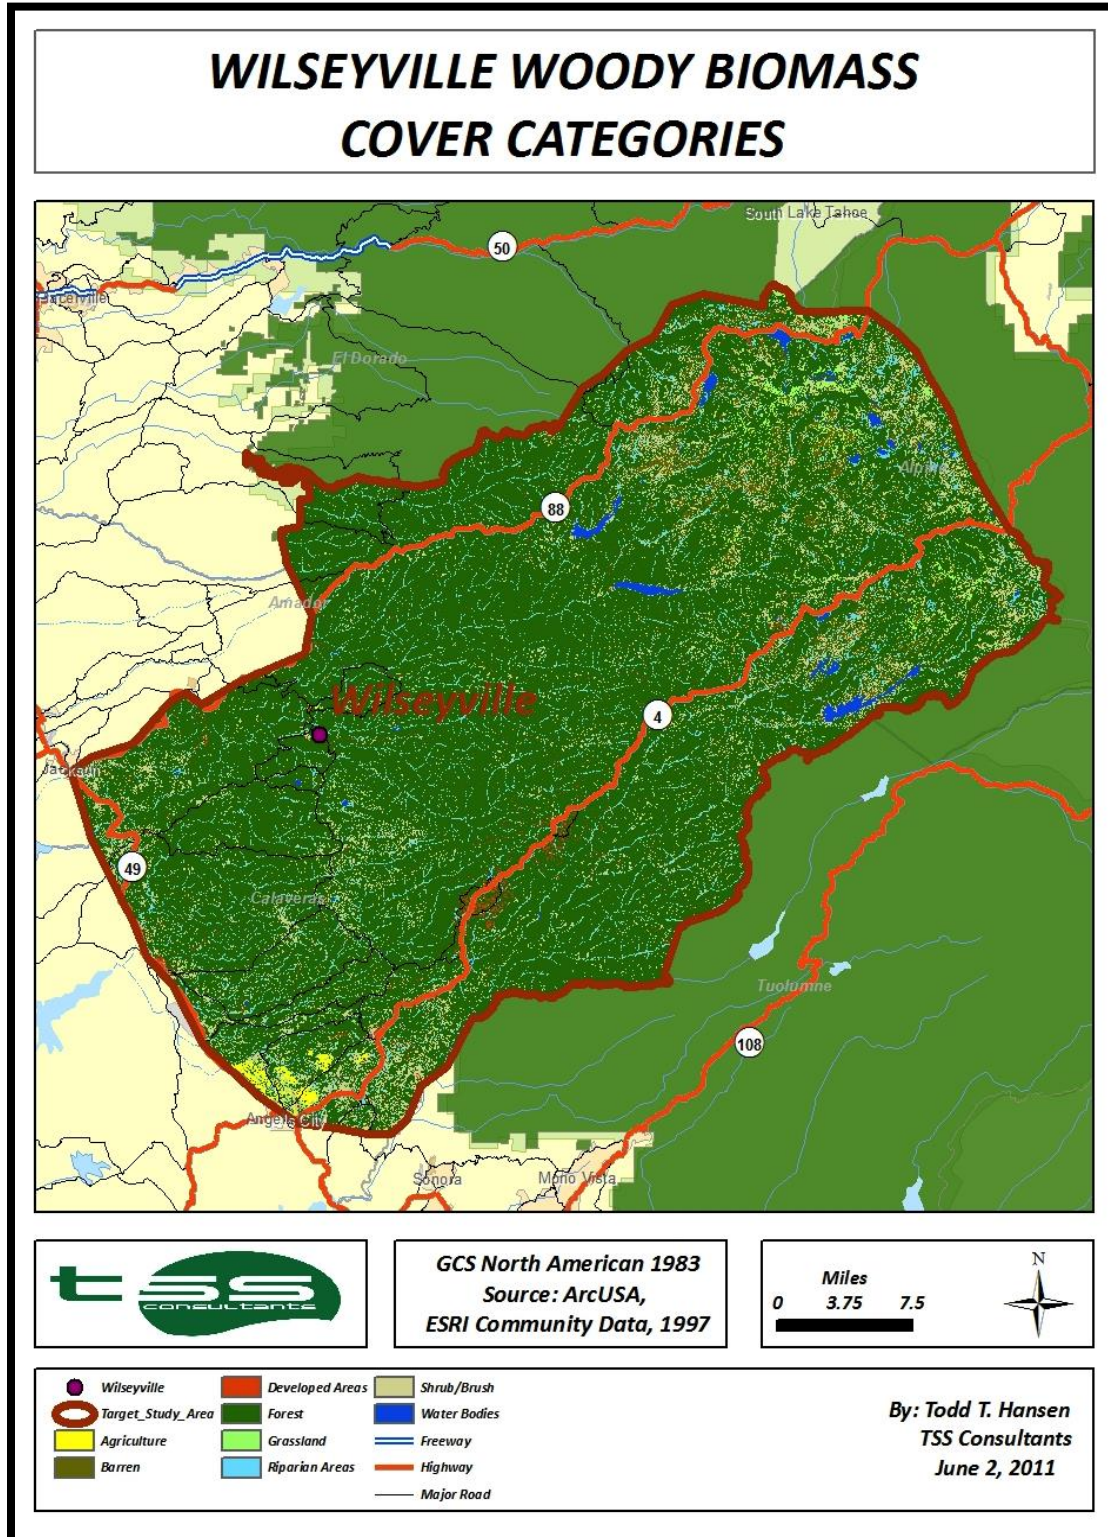 WILSEYVILLE WOODY BIOMASS
COVER CATEGORIES
South Lake Tahoe
50
El Dorado
88
Alpine
Amador
Wilseyville
4
Jackson
49
Calaveras
Tuolumne
108
Angels City
Sonora
Mono Vista
tss
consultants
GCS North American 1983
Source: ArcUSA,
ESRI Community Data, 1997
Miles
0 3.75 7.5
N
Wilseyville
Target_Study_Area
Agriculture
Barren
Developed Areas
Forest
Grassland
Riparian Areas
Shrub/Brush
Water Bodies
Freeway
Highway
Major Road
By: Todd T. Hansen
TSS Consultants
June 2, 2011